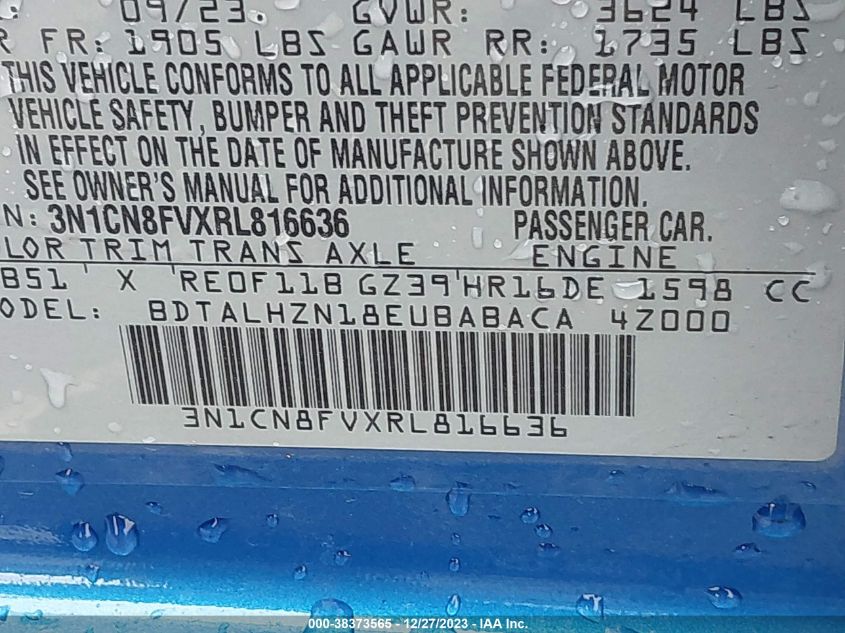 09/23 GVWR: 3624 LBS
R FR: 1905 LBS GAWR RR: 1735 LBS
THIS VEHICLE CONFORMS TO ALL APPLICABLE FEDERAL MOTOR
VEHICLE SAFETY, BUMPER AND THEFT PREVENTION STANDARDS
IN EFFECT ON THE DATE OF MANUFACTURE SHOWN ABOVE.
SEE OWNER'S MANUAL FOR ADDITIONAL INFORMATION.
N: 3N1CN8FVXRL816636 PASSENGER CAR.
LOR TRIM TRANS AXLE ENGINE
B51 X RE0F11B GZ39 HR16DE 1598 CC
ODEL: BDTALHZN18EUBABACA 4Z000
3N1CN8FVXRL816636
000-38373565 - 12/27/2023 - IAA Inc.